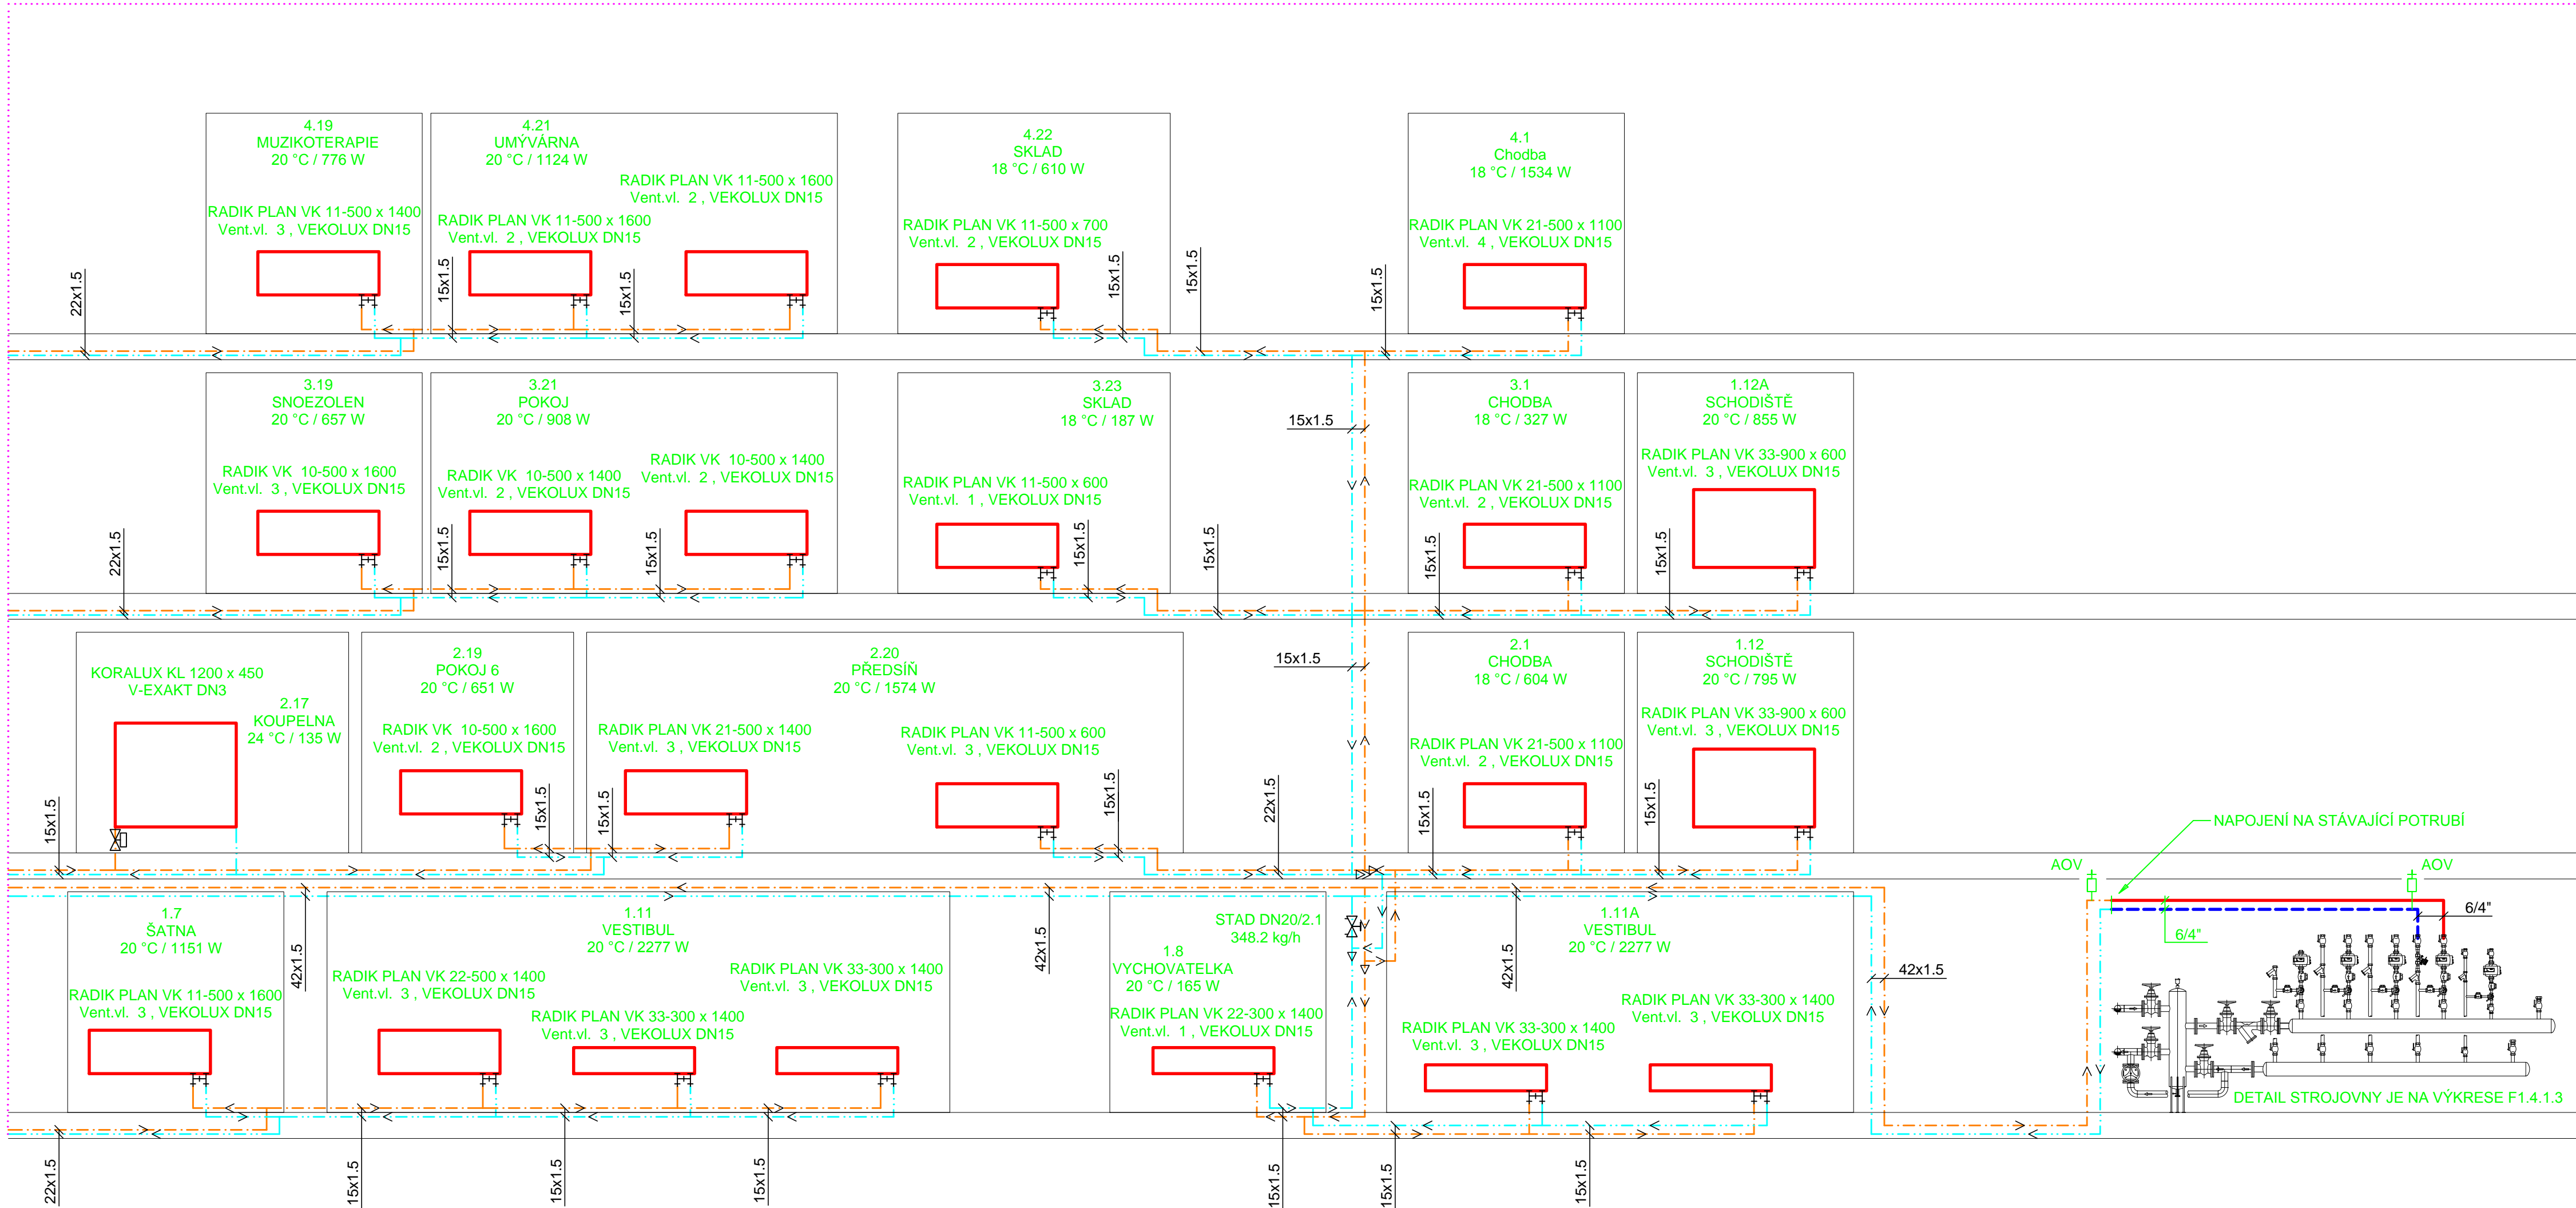 4.19
MUZIKOTERAPIE
20 °C / 776 W
RADIK PLAN VK 11-500 x 1400
Vent.vl.  3 , VEKOLUX DN15
4.21
UMÝVÁRNA
20 °C / 1124 W
RADIK PLAN VK 11-500 x 1600
Vent.vl.  2 , VEKOLUX DN15
RADIK PLAN VK 11-500 x 1600
Vent.vl.  2 , VEKOLUX DN15
4.22
SKLAD
18 °C / 610 W
RADIK PLAN VK 11-500 x 700
Vent.vl.  2 , VEKOLUX DN15
4.1
Chodba
18 °C / 1534 W
RADIK PLAN VK 21-500 x 1100
Vent.vl.  4 , VEKOLUX DN15
22x1.5
15x1.5
15x1.5
15x1.5
15x1.5
15x1.5
3.19
SNOEZOLEN
20 °C / 657 W
RADIK VK  10-500 x 1600
Vent.vl.  3 , VEKOLUX DN15
3.21
POKOJ
20 °C / 908 W
RADIK VK  10-500 x 1400
Vent.vl.  2 , VEKOLUX DN15
RADIK VK  10-500 x 1400
Vent.vl.  2 , VEKOLUX DN15
3.23
SKLAD
18 °C / 187 W
RADIK PLAN VK 11-500 x 600
Vent.vl.  1 , VEKOLUX DN15
15x1.5
3.1
CHODBA
18 °C / 327 W
RADIK PLAN VK 21-500 x 1100
Vent.vl.  2 , VEKOLUX DN15
1.12A
SCHODIŠTĚ
20 °C / 855 W
RADIK PLAN VK 33-900 x 600
Vent.vl.  3 , VEKOLUX DN15
22x1.5
15x1.5
15x1.5
15x1.5
15x1.5
15x1.5
15x1.5
KORALUX KL 1200 x 450
V-EXAKT DN3
2.17
KOUPELNA
24 °C / 135 W
2.19
POKOJ 6
20 °C / 651 W
RADIK VK  10-500 x 1600
Vent.vl.  2 , VEKOLUX DN15
2.20
PŘEDSÍŇ
20 °C / 1574 W
RADIK PLAN VK 21-500 x 1400
Vent.vl.  3 , VEKOLUX DN15
RADIK PLAN VK 11-500 x 600
Vent.vl.  3 , VEKOLUX DN15
15x1.5
2.1
CHODBA
18 °C / 604 W
RADIK PLAN VK 21-500 x 1100
Vent.vl.  2 , VEKOLUX DN15
1.12
SCHODIŠTĚ
20 °C / 795 W
RADIK PLAN VK 33-900 x 600
Vent.vl.  3 , VEKOLUX DN15
15x1.5
15x1.5
15x1.5
15x1.5
22x1.5
15x1.5
15x1.5
NAPOJENÍ NA STÁVAJÍCÍ POTRUBÍ
AOV
AOV
6/4"
6/4"
1.7
ŠATNA
20 °C / 1151 W
RADIK PLAN VK 11-500 x 1600
Vent.vl.  3 , VEKOLUX DN15
42x1.5
1.11
VESTIBUL
20 °C / 2277 W
RADIK PLAN VK 22-500 x 1400
Vent.vl.  3 , VEKOLUX DN15
RADIK PLAN VK 33-300 x 1400
Vent.vl.  3 , VEKOLUX DN15
RADIK PLAN VK 33-300 x 1400
Vent.vl.  3 , VEKOLUX DN15
42x1.5
STAD DN20/2.1
348.2 kg/h
1.8
VYCHOVATELKA
20 °C / 165 W
RADIK PLAN VK 22-300 x 1400
Vent.vl.  1 , VEKOLUX DN15
42x1.5
1.11A
VESTIBUL
20 °C / 2277 W
RADIK PLAN VK 33-300 x 1400
Vent.vl.  3 , VEKOLUX DN15
RADIK PLAN VK 33-300 x 1400
Vent.vl.  3 , VEKOLUX DN15
42x1.5
DETAIL STROJOVNY JE NA VÝKRESE F1.4.1.3
22x1.5
15x1.5
15x1.5
15x1.5
15x1.5
15x1.5
15x1.5